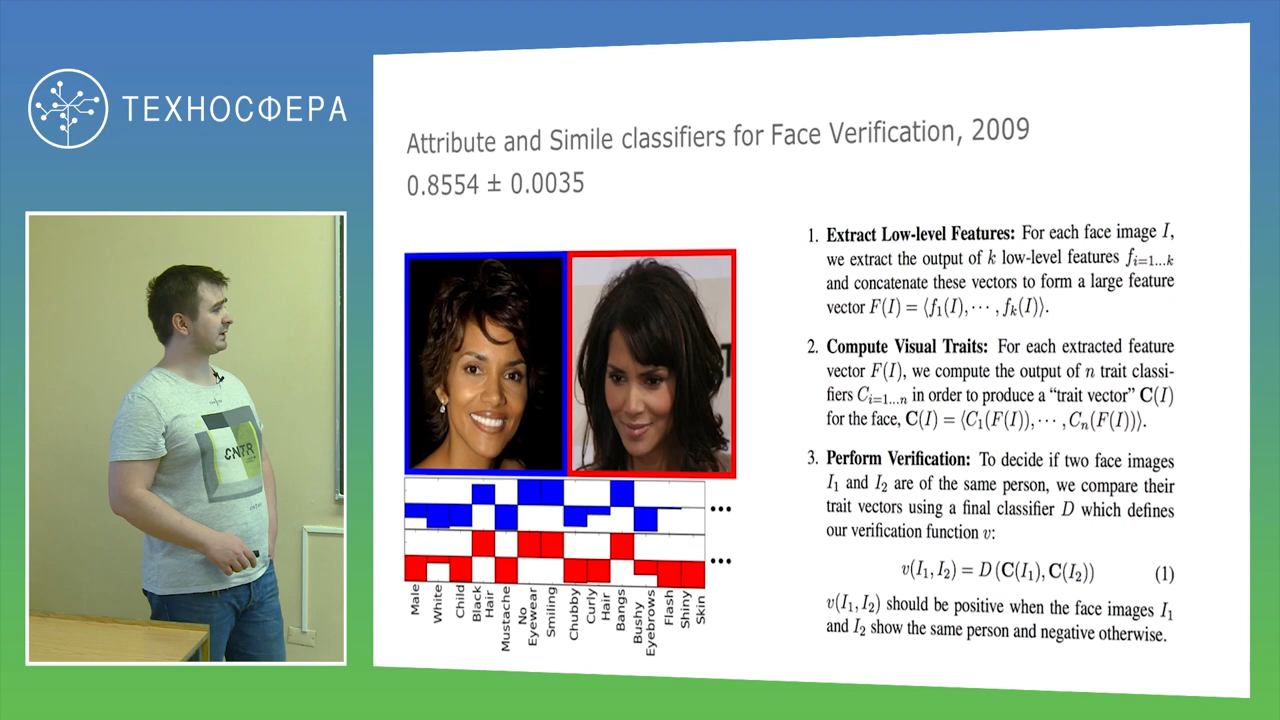 ТЕХНОСФЕРА
Attribute and Simile classifiers for Face Verification, 2009
0.8554 ± 0.0035
Male
White
Child
Black
Hair
Mustache
No
Eyewear
Smiling
Chubby
Curly
Hair
Bangs
Bushy
Eyebrows
Flash
Shiny
Skin
...
...
1. Extract Low-level Features: For each face image I,
we extract the output of k low-level features f_{i=1...k}
and concatenate these vectors to form a large feature
vector F(I) = ⟨f_1(I), ··· , f_k(I)⟩.
2. Compute Visual Traits: For each extracted feature
vector F(I), we compute the output of n trait classi-
fiers C_{i=1...n} in order to produce a “trait vector” C(I)
for the face, C(I) = ⟨C_1(F(I)), ··· , C_n(F(I))⟩.
3. Perform Verification: To decide if two face images
I_1 and I_2 are of the same person, we compare their
trait vectors using a final classifier D which defines
our verification function v:
v(I_1, I_2) = D (C(I_1), C(I_2)) (1)
v(I_1, I_2) should be positive when the face images I_1
and I_2 show the same person and negative otherwise.
CNTR